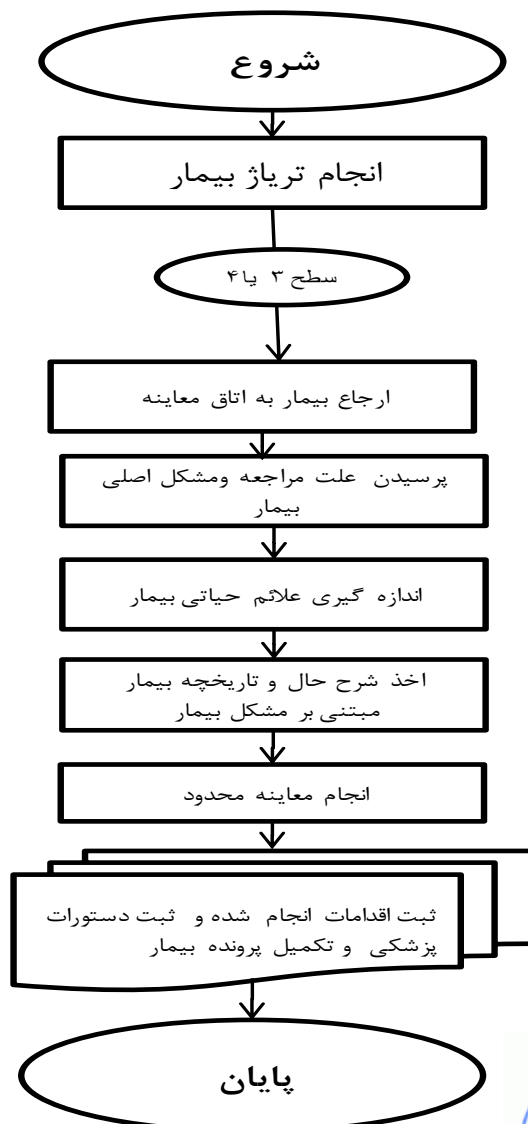 شروع
انجام تریاژ بیمار
سطح ۳ یا۴
ارجاع بیمار به اتاق معاینه
پرسیدن علت مراجعه ومشکل اصلی
بیمار
اندازه گیری علائم حیاتی بیمار
اخذ شرح حال و تاریخچه بیمار
مبتنی بر مشکل بیمار
انجام معاینه محدود
ثبت اقدامات انجام شده و ثبت دستورات
پزشکی و تکمیل پرونده بیمار
پایان